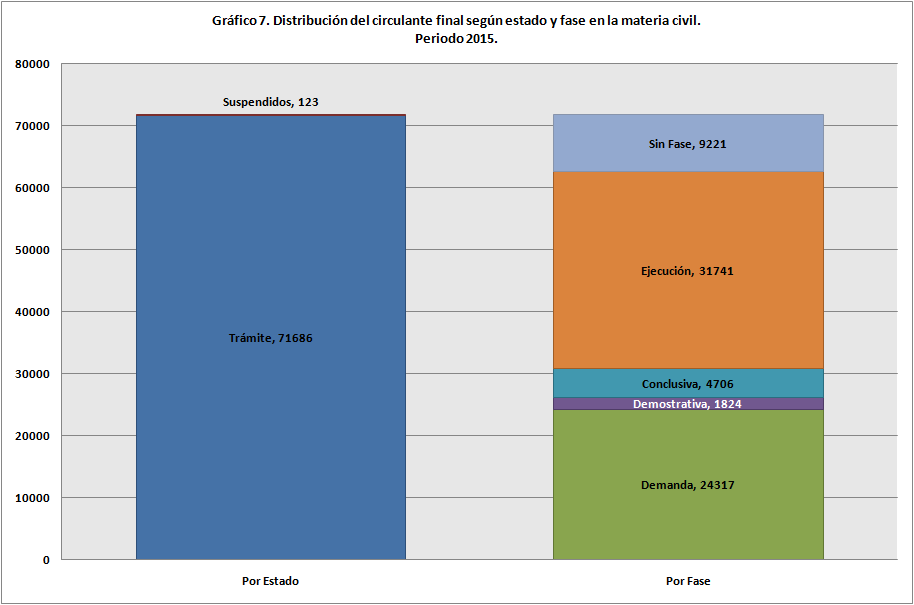 Gráfico 7. Distribución del circulante final según estado y fase en la materia civil.
Periodo 2015.
80000
70000
60000
50000
40000
30000
20000
10000
0
Suspendidos, 123
Trámite, 71686
Sin Fase, 9221
Ejecución, 31741
Conclusiva, 4706
Demostrativa, 1824
Demanda, 24317
Por Estado
Por Fase